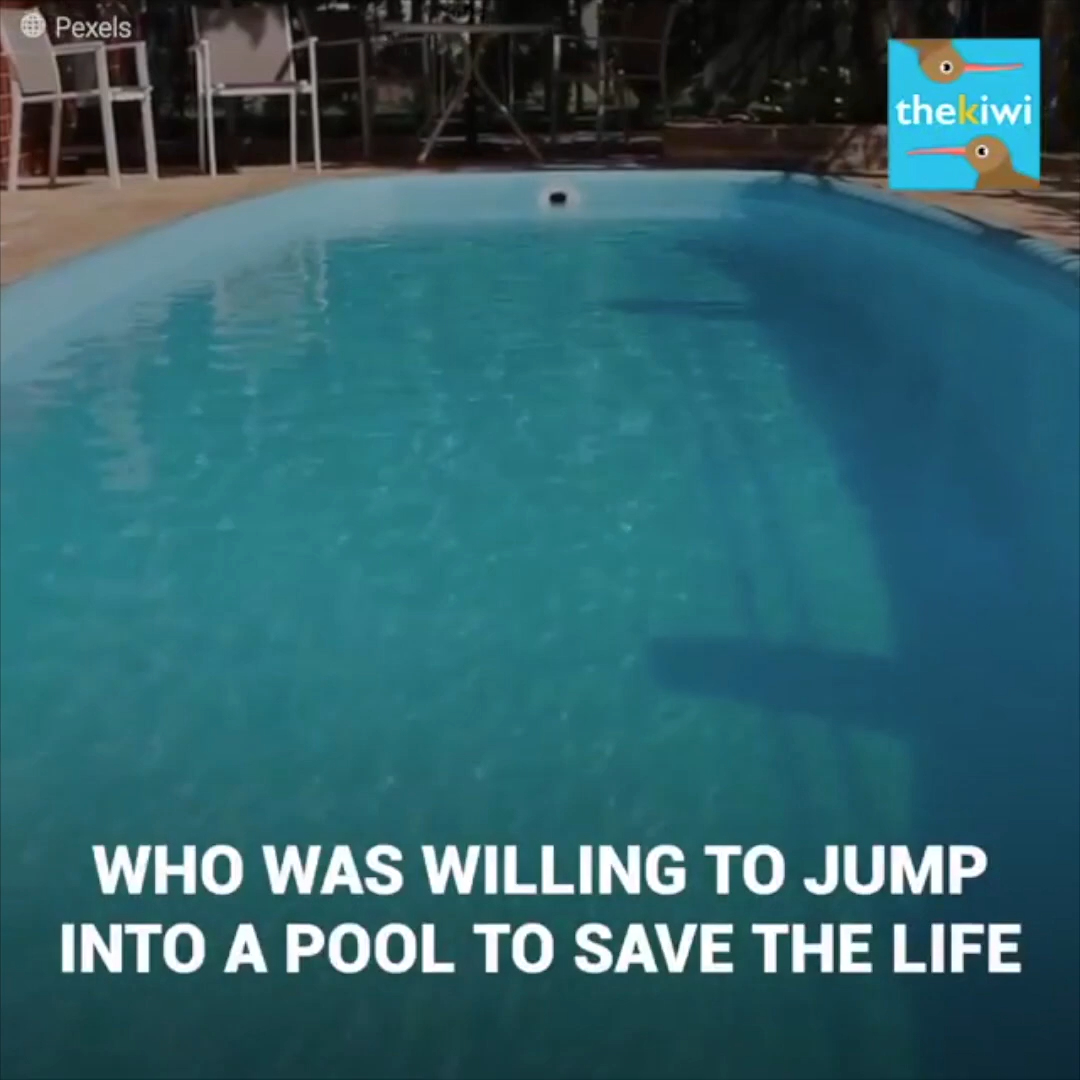 Pexels
thekiwi
WHO WAS WILLING TO JUMP
INTO A POOL TO SAVE THE LIFE